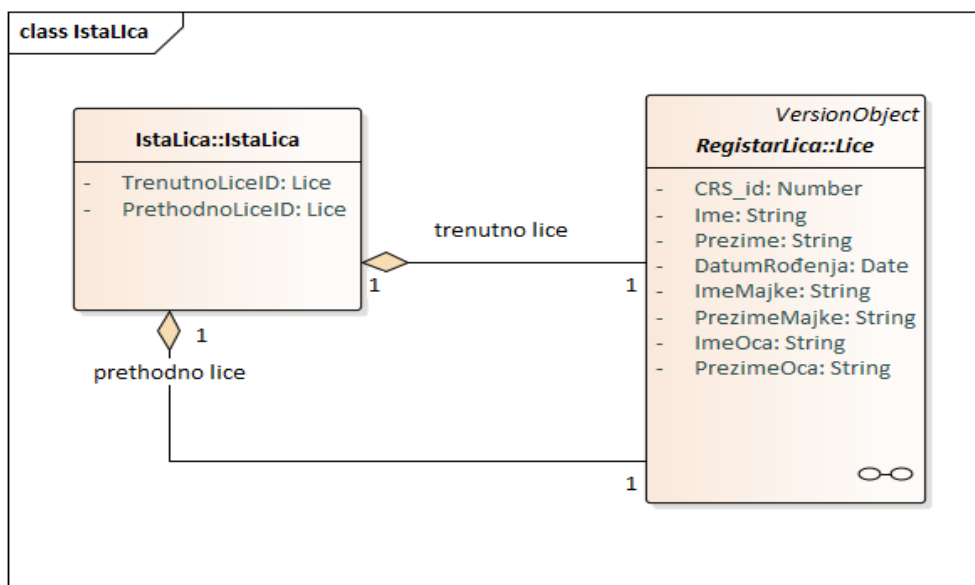 class IstaLIca
IstaLica::IstaLica
- TrenutnoLiceID: Lice
- PrethodnoLiceID: Lice
trenutno lice
1
1
1
prethodno lice
1
VersionObject
RegistarLica::Lice
- CRS_id: Number
- Ime: String
- Prezime: String
- DatumRođenja: Date
- ImeMajke: String
- PrezimeMajke: String
- ImeOca: String
- PrezimeOca: String